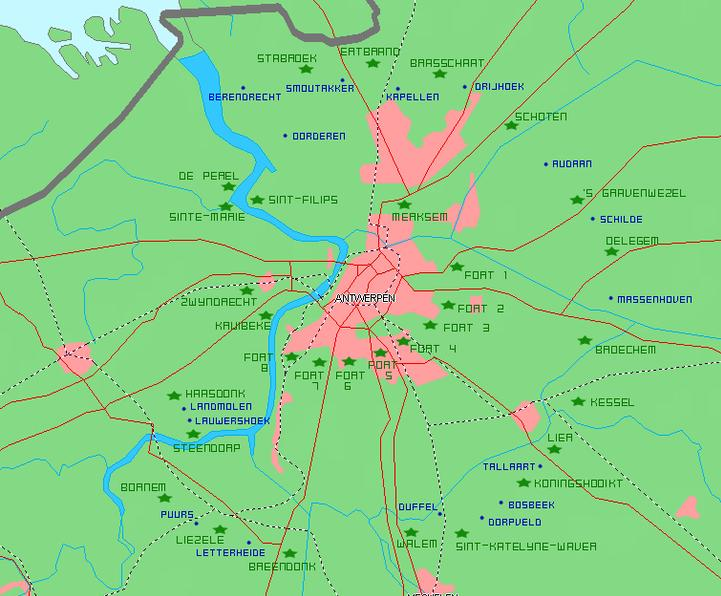 ERTBRAND
STABROEK
BRASSCHAAT
SMOUTAKKER
DRIJHOEK
BERENDRECHT
KAPELLEN
SCHOTEN
OORDEREN
AUDAAN
DE PEREL
SINT-FILIPS
'S GRAVENWEZEL
SINTE-MARIE
MERKSEM
SCHILDE
OELEGEM
FORT 1
ZWYNDRECHT
ANTWERPEN
MASSENHOVEN
FORT 2
KRUIBEKE
FORT 3
FORT 4
BROECHEM
FORT
8
FORT
7
FORT
6
FORT
5
HAASDONK
KESSEL
LANDMOLEN
LAUWERSHOEK
STEENDORP
LIER
TALLAART
KONINGSHOOIKT
BORNEM
BOSBEEK
DUFFEL
DORPVELD
PUURS
LIEZELE
WALEM
SINT-KATELYNE-WAVER
LETTERHEIDE
BREENDONK